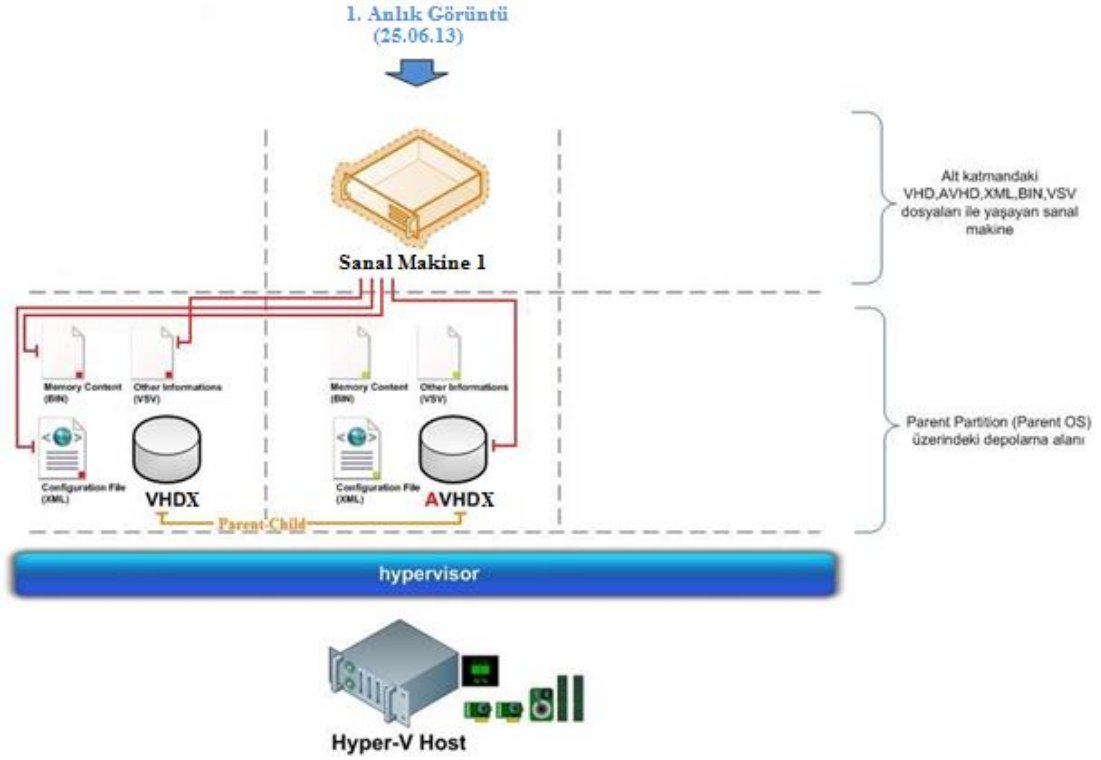 1. Anlık Görüntü
(25.06.13)
Alt katmandaki
VHD,AVHD,XML,BIN,VSV
dosyaları ile yaşayan sanal
makine
Sanal Makine 1
Memory Content
(BIN)
Other Informations
(VSV)
Memory Content
(BIN)
Other Informations
(VSV)
Configuration File
(XML)
VHDX
Configuration File
(XML)
AVHDX
Parent-Child
Parent Partition (Parent OS)
üzerindeki depolama alanı
hypervisor
Hyper-V Host